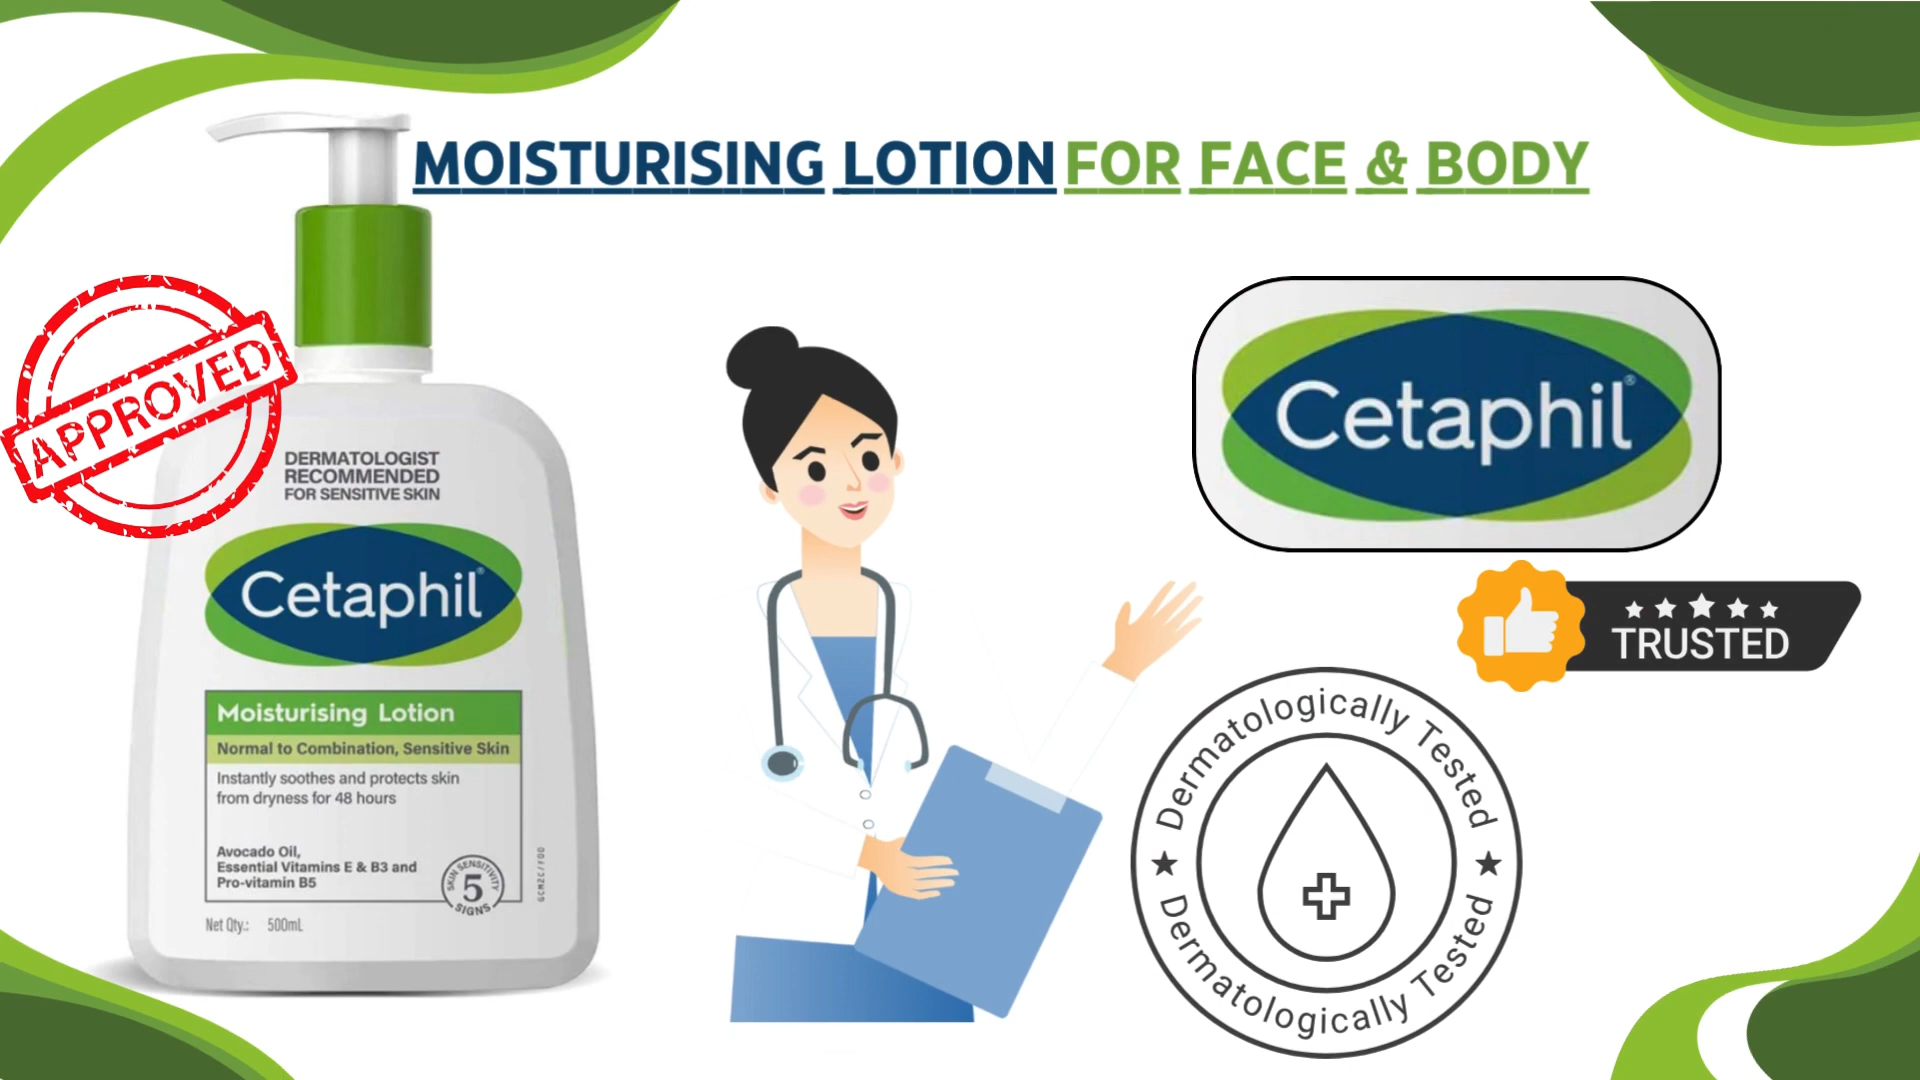 MOISTURISING LOTION FOR FACE & BODY
APPROVED
DERMATOLOGIST
RECOMMENDED
FOR SENSITIVE SKIN
Cetaphil®
Moisturising Lotion
Normal to Combination, Sensitive Skin
Instantly soothes and protects skin
from dryness for 48 hours
Avocado Oil,
Essential Vitamins E & B3 and
Pro-vitamin B5
SKIN SENSITIVITY
5
SIGNS
Net Qty.: 500mL
Cetaphil®
TRUSTED
Dermatologically Tested
Dermatologically Tested